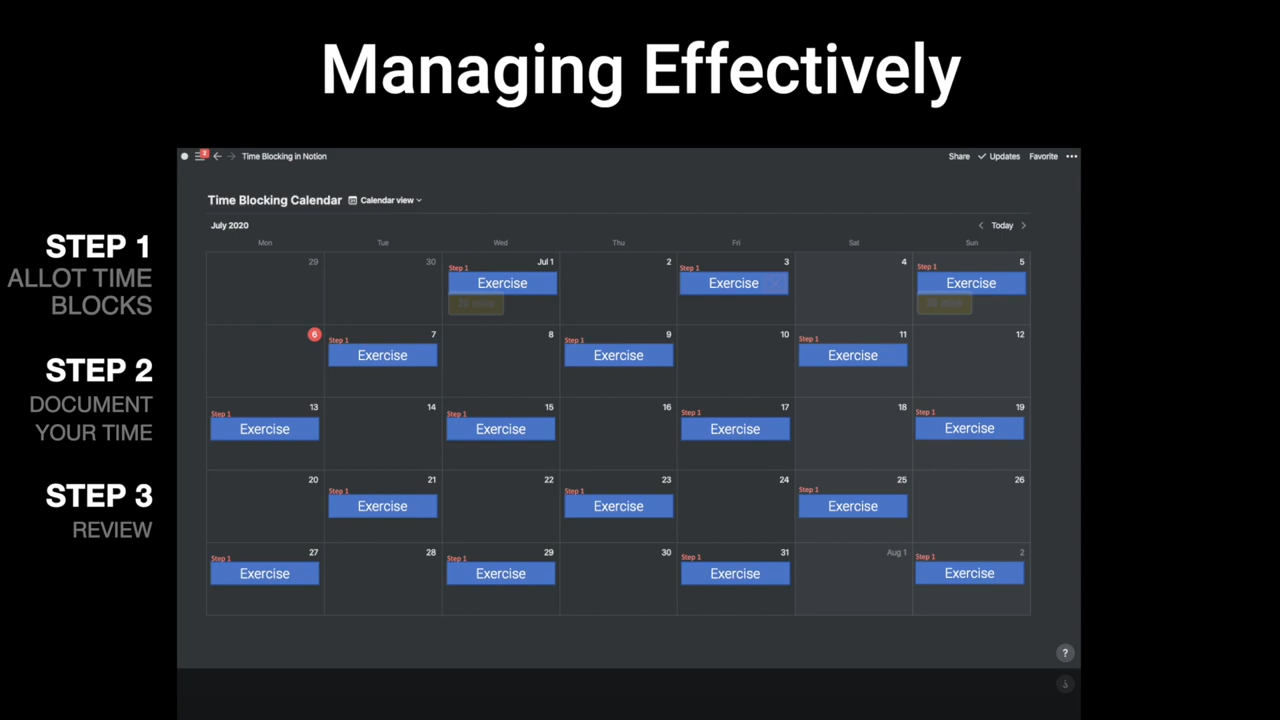 Managing Effectively
STEP 1
ALLOT TIME
BLOCKS
STEP 2
DOCUMENT
YOUR TIME
STEP 3
REVIEW
2
Time Blocking in Notion
Share
Updates
Favorite
Time Blocking Calendar
Calendar view
July 2020
Today
Mon Tue Wed Thu Fri Sat Sun
29 30 Jul 1 2 3 4 5
Step 1 Step 1 Step 1
Exercise Exercise Exercise
6 7 8 9 10 11 12
Step 1 Step 1 Step 1
Exercise Exercise Exercise
13 14 15 16 17 18 19
Step 1 Step 1 Step 1 Step 1
Exercise Exercise Exercise Exercise
20 21 22 23 24 25 26
Step 1 Step 1 Step 1
Exercise Exercise Exercise
27 28 29 30 31 Aug 1 2
Step 1 Step 1 Step 1 Step 1
Exercise Exercise Exercise Exercise
?